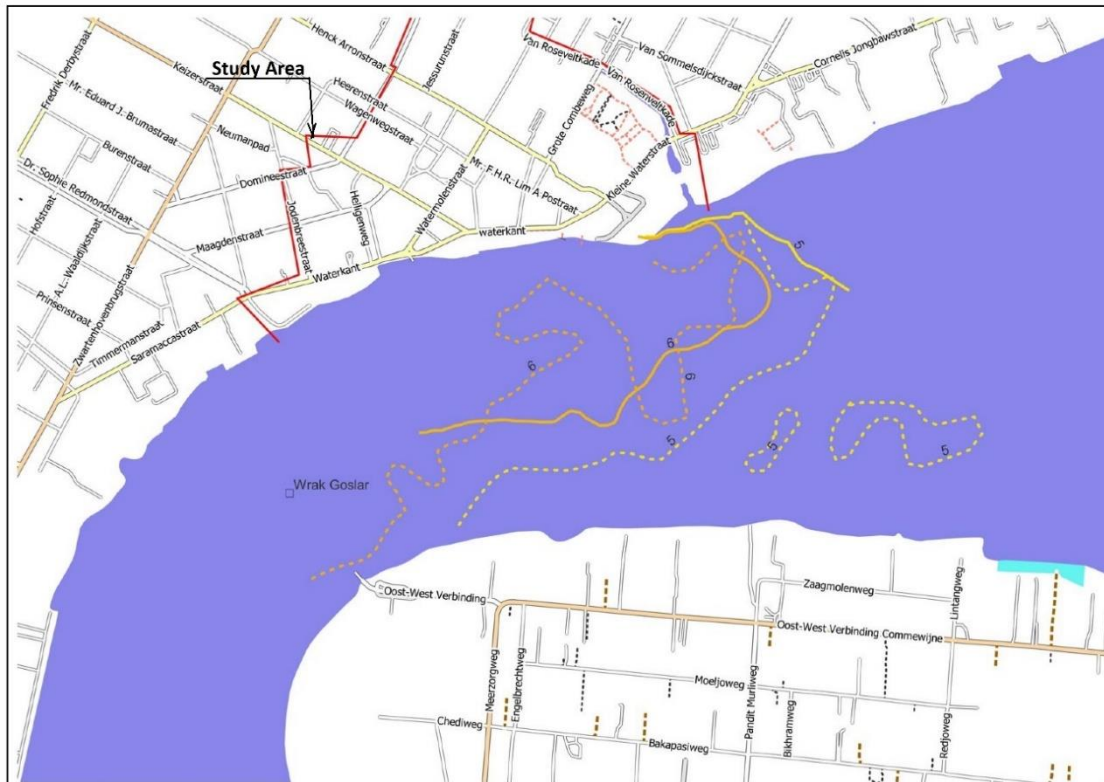 Fredrik Derbystraat
Keizerstraat
Henck Arronstraat
Jessurunstraat
Van Roseveltkade
Van Roseveltkade
Van Sommelsdijckstraat
Cornelis Jongbawstraat
Study Area
Heerenstraat
Wagenwegstraat
Grote Combeweg
Mr. Eduard J. Brumastraat
Neumanpad
Burenstraat
Domineestraat
Mr. F.H.R. Lim A Postraat
Kleine Waterstraat
Dr. Sophie Redmondstraat
Hofstraat
Jodenbreestraat
Heiligenweg
Watermolenstraat
Maagdenstraat
waterkant
Waterkant
A.L. Waaldijkstraat
Prinsenstraat
Zwartenhovenbrugstraat
Timmermanstraat
Saramaccastraat
5
6
6
6
5
5
5
Wrak Goslar
Oost-West Verbinding
Zaagmolenweg
Lintangweg
Oost-West Verbinding Commewijne
Meerzorgweg
Engelbrechtweg
Moeljoweg
Pandit Murliweg
Bikhramweg
Redjoweg
Chediweg
Bakapasiweg